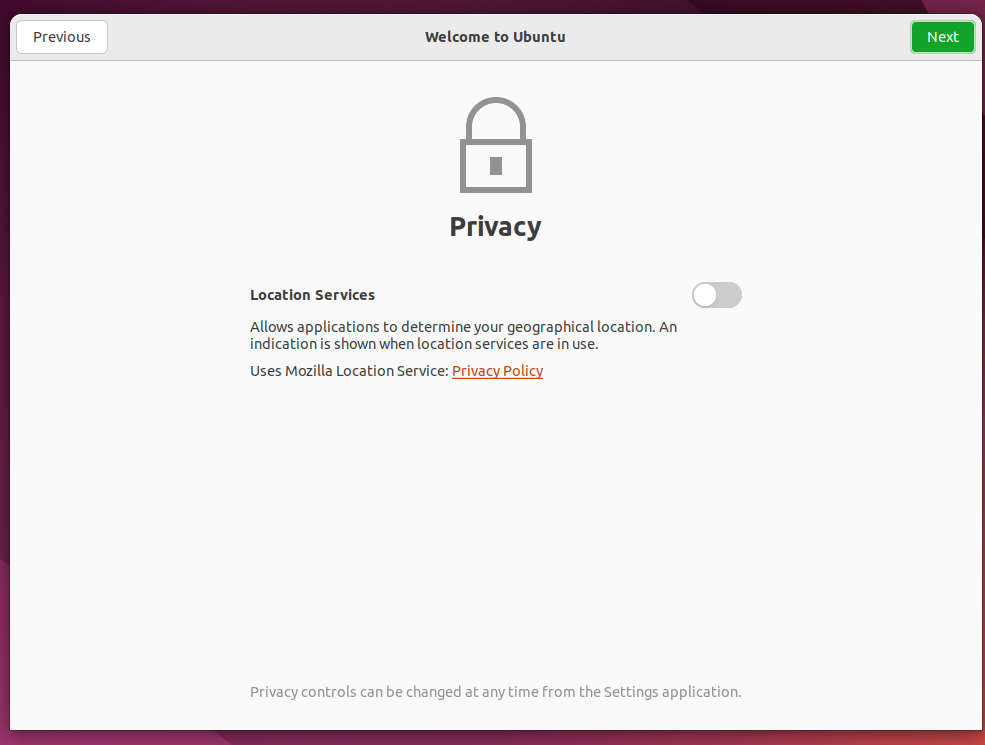 Previous
Welcome to Ubuntu
Next
Privacy
Location Services
Allows applications to determine your geographical location. An
indication is shown when location services are in use.
Uses Mozilla Location Service: Privacy Policy
Privacy controls can be changed at any time from the Settings application.